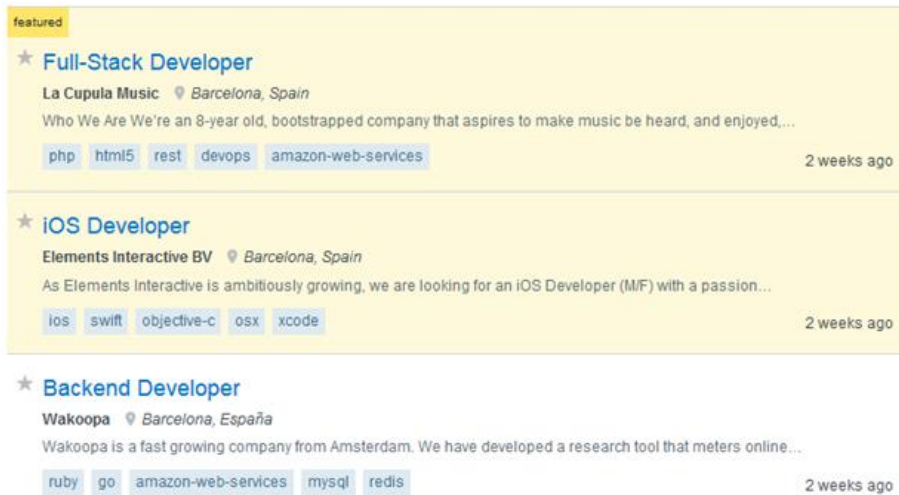 featured
Full-Stack Developer
La Cupula Music Barcelona, Spain
Who We Are We're an 8-year old, bootstrapped company that aspires to make music be heard, and enjoyed,...
php html5 rest devops amazon-web-services 2 weeks ago
iOS Developer
Elements Interactive BV Barcelona, Spain
As Elements Interactive is ambitiously growing, we are looking for an iOS Developer (M/F) with a passion...
ios swift objective-c osx xcode 2 weeks ago
Backend Developer
Wakoopa Barcelona, España
Wakoopa is a fast growing company from Amsterdam. We have developed a research tool that meters online...
ruby go amazon-web-services mysql redis 2 weeks ago